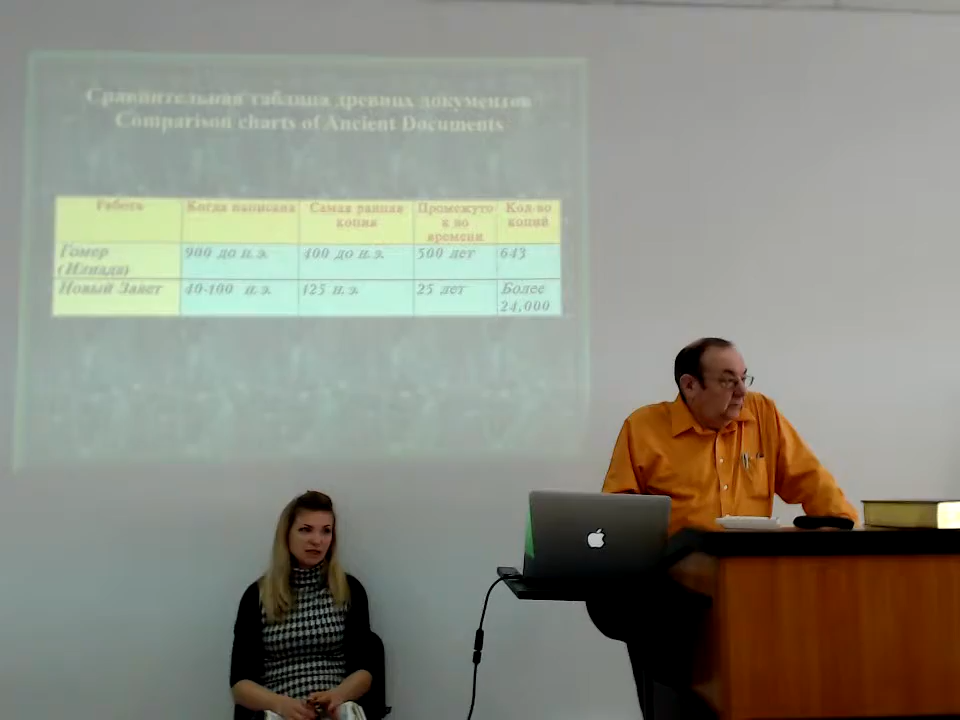 Сравнительная таблица древних документов
Comparison charts of Ancient Documents
Работа Когда написана Самая ранняя Промежуто Кол-во
копия к во копий
времени
Гомер 900 до н.э. 400 до н.э. 500 лет 643
(Илиада)
Новый Завет 40-100 н.э. 125 н.э. 25 лет Более
24,000